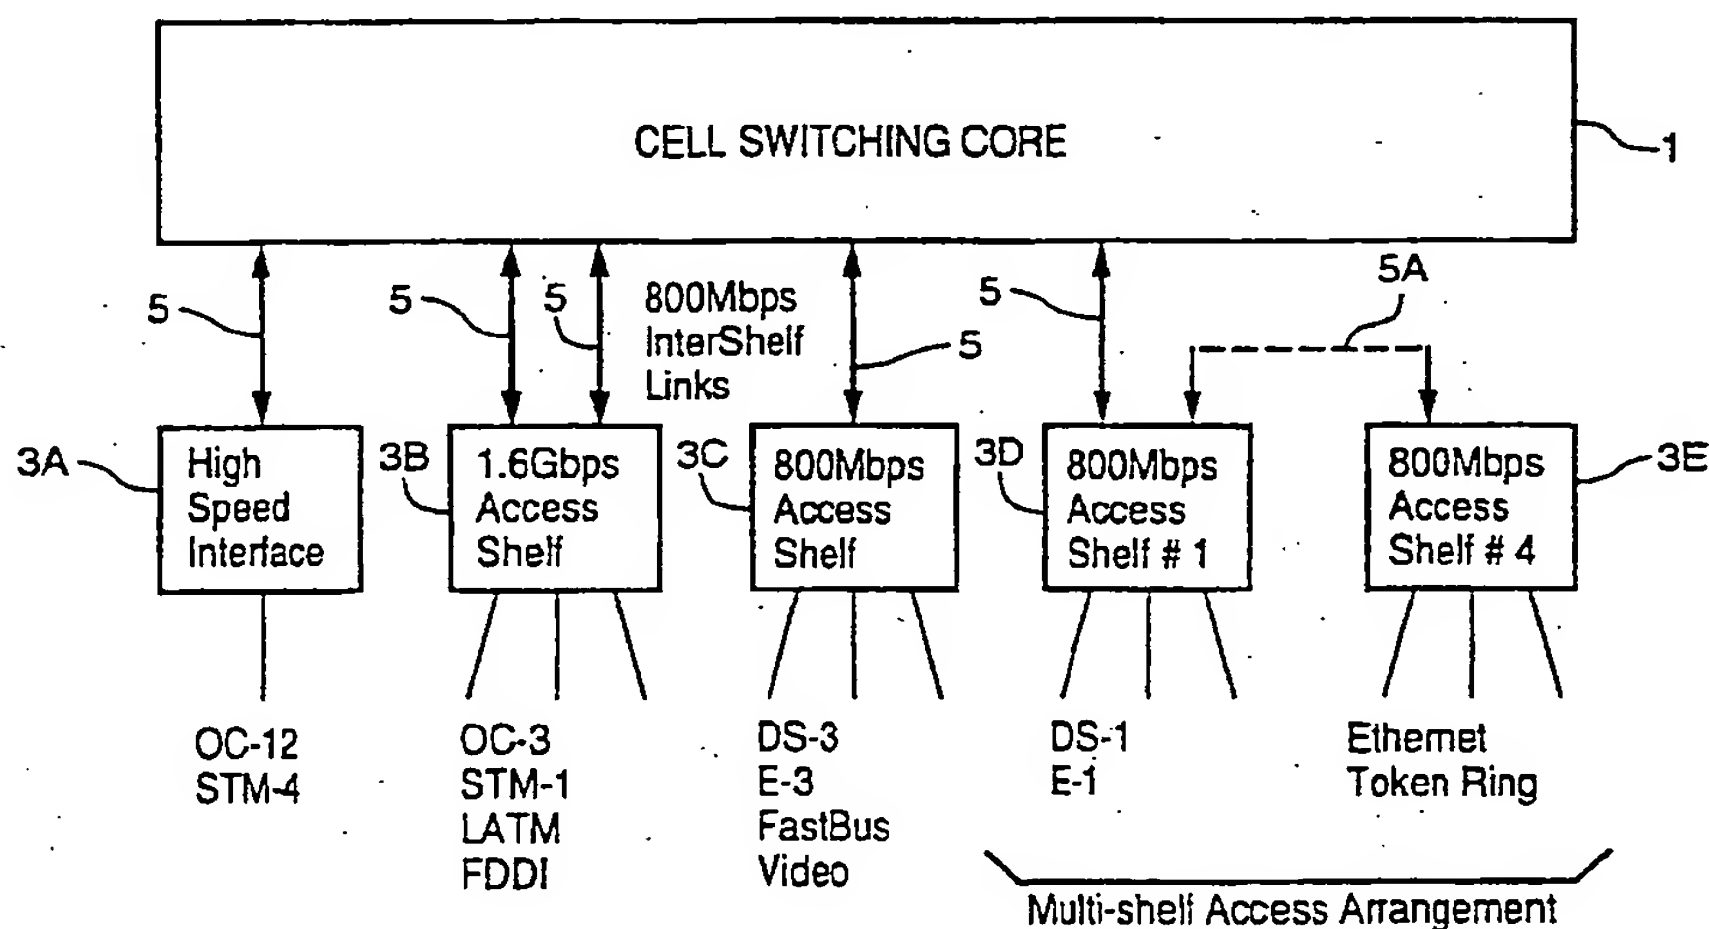 CELL SWITCHING CORE
1
5
5
5
800Mbps
InterShelf
Links
5
5
5A
3A
High
Speed
Interface
3B
1.6Gbps
Access
Shelf
3C
800Mbps
Access
Shelf
3D
800Mbps
Access
Shelf # 1
800Mbps
Access
Shelf # 4
3E
OC-12
STM-4
OC-3
STM-1
LATM
FDDI
DS-3
E-3
FastBus
Video
DS-1
E-1
Ethernet
Token Ring
Multi-shelf Access Arrangement